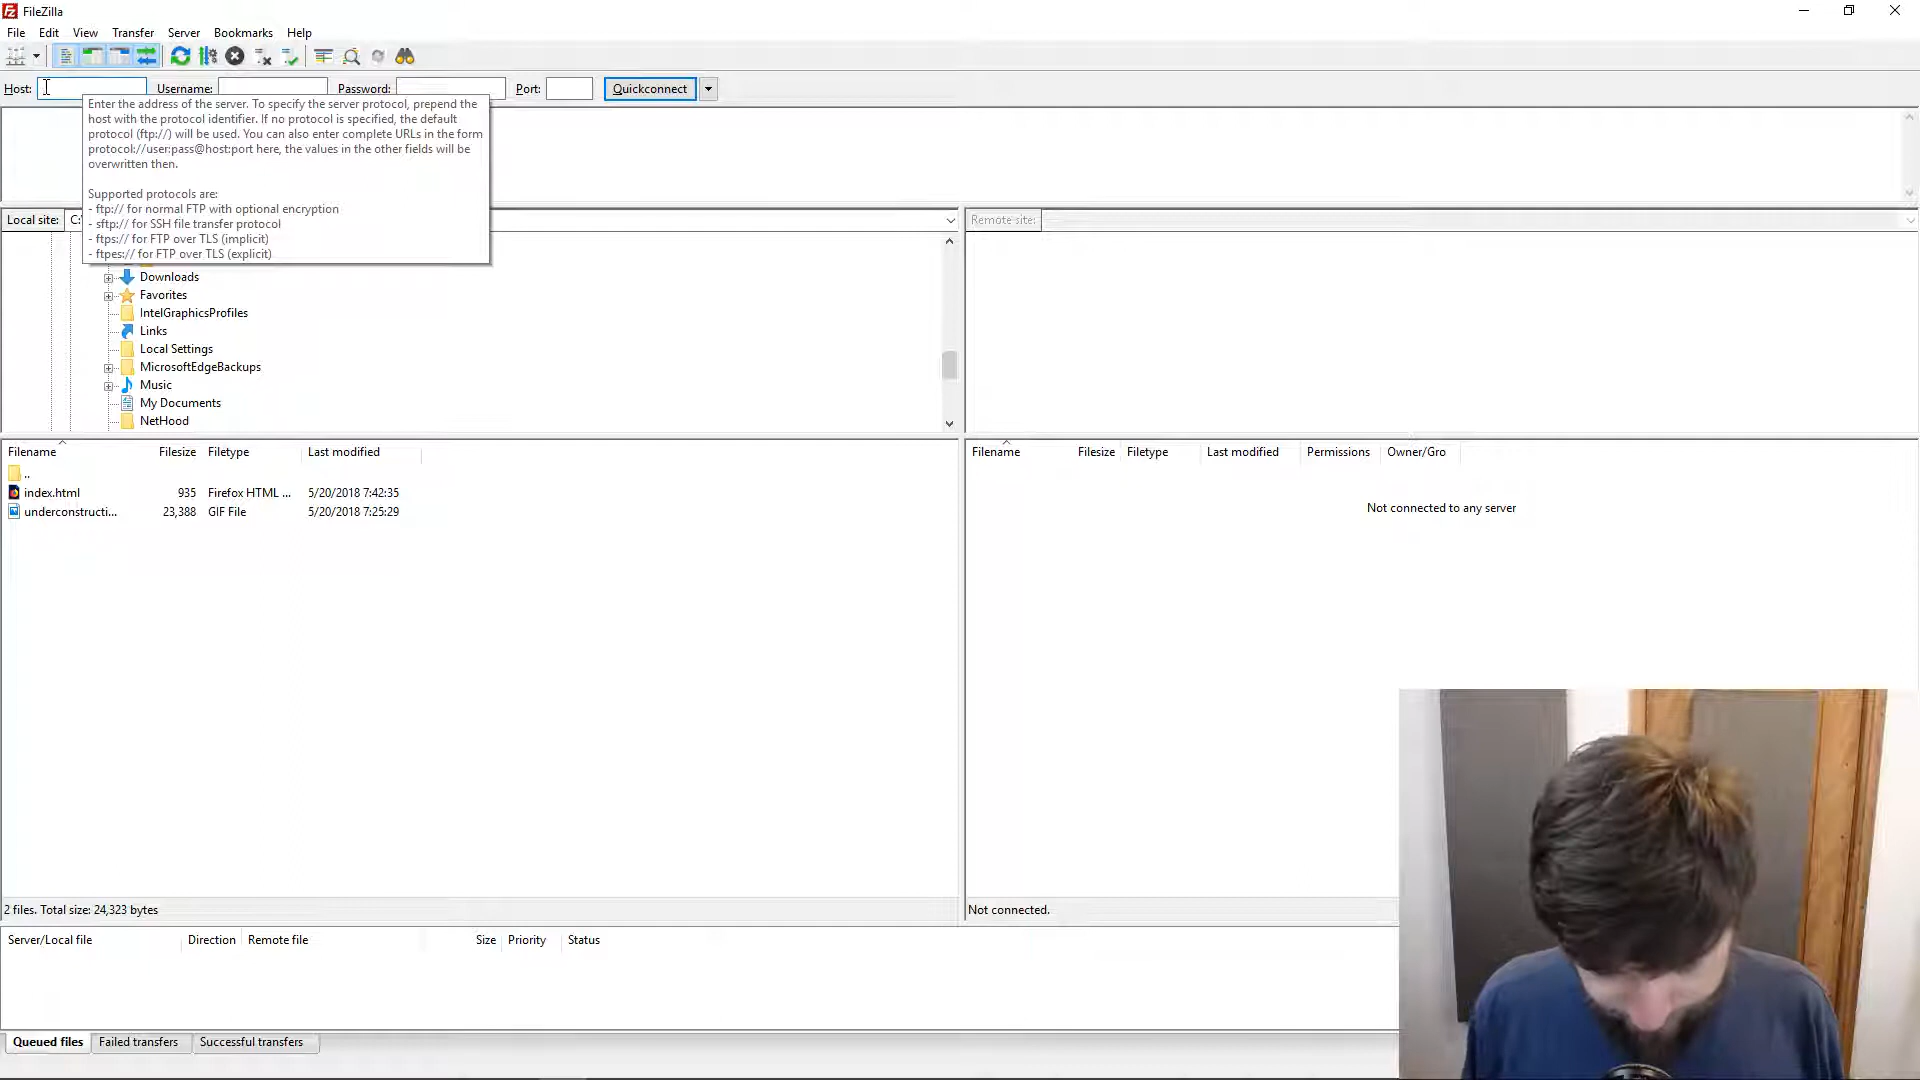 FileZilla
File Edit View Transfer Server Bookmarks Help
Host: Username: Password: Port: Quickconnect
Enter the address of the server. To specify the server protocol, prepend the
host with the protocol identifier. If no protocol is specified, the default
protocol (ftp://) will be used. You can also enter complete URLs in the form
protocol://user:pass@host:port here, the values in the other fields will be
overwritten then.
Supported protocols are:
- ftp:// for normal FTP with optional encryption
- sftp:// for SSH file transfer protocol
- ftps:// for FTP over TLS (implicit)
- ftpes:// for FTP over TLS (explicit)
Local site: C:\
Remote site:
Downloads
Favorites
IntelGraphicsProfiles
Links
Local Settings
MicrosoftEdgeBackups
Music
My Documents
NetHood
Filename Filesize Filetype Last modified
..
index.html 935 Firefox HTML ... 5/20/2018 7:42:35
underconstructi... 23,388 GIF File 5/20/2018 7:25:29
2 files. Total size: 24,323 bytes
Filename Filesize Filetype Last modified Permissions Owner/Gro
Not connected to any server
Not connected.
Server/Local file Direction Remote file Size Priority Status
Queued files Failed transfers Successful transfers